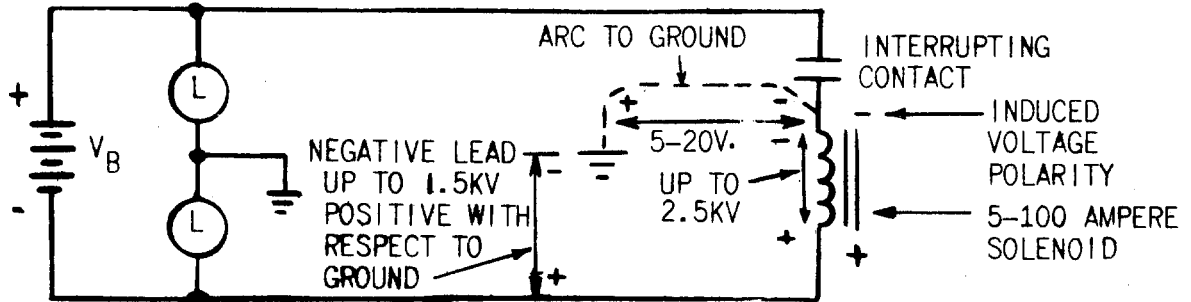 ARC TO GROUND
INTERRUPTING
CONTACT
L
+
-
+
-
INDUCED
VOLTAGE
POLARITY
5-20V.
-
V_B
NEGATIVE LEAD
UP TO 1.5KV
POSITIVE WITH
RESPECT TO
GROUND
-
UP TO
2.5KV
-
L
5-100 AMPERE
SOLENOID
+
+
+